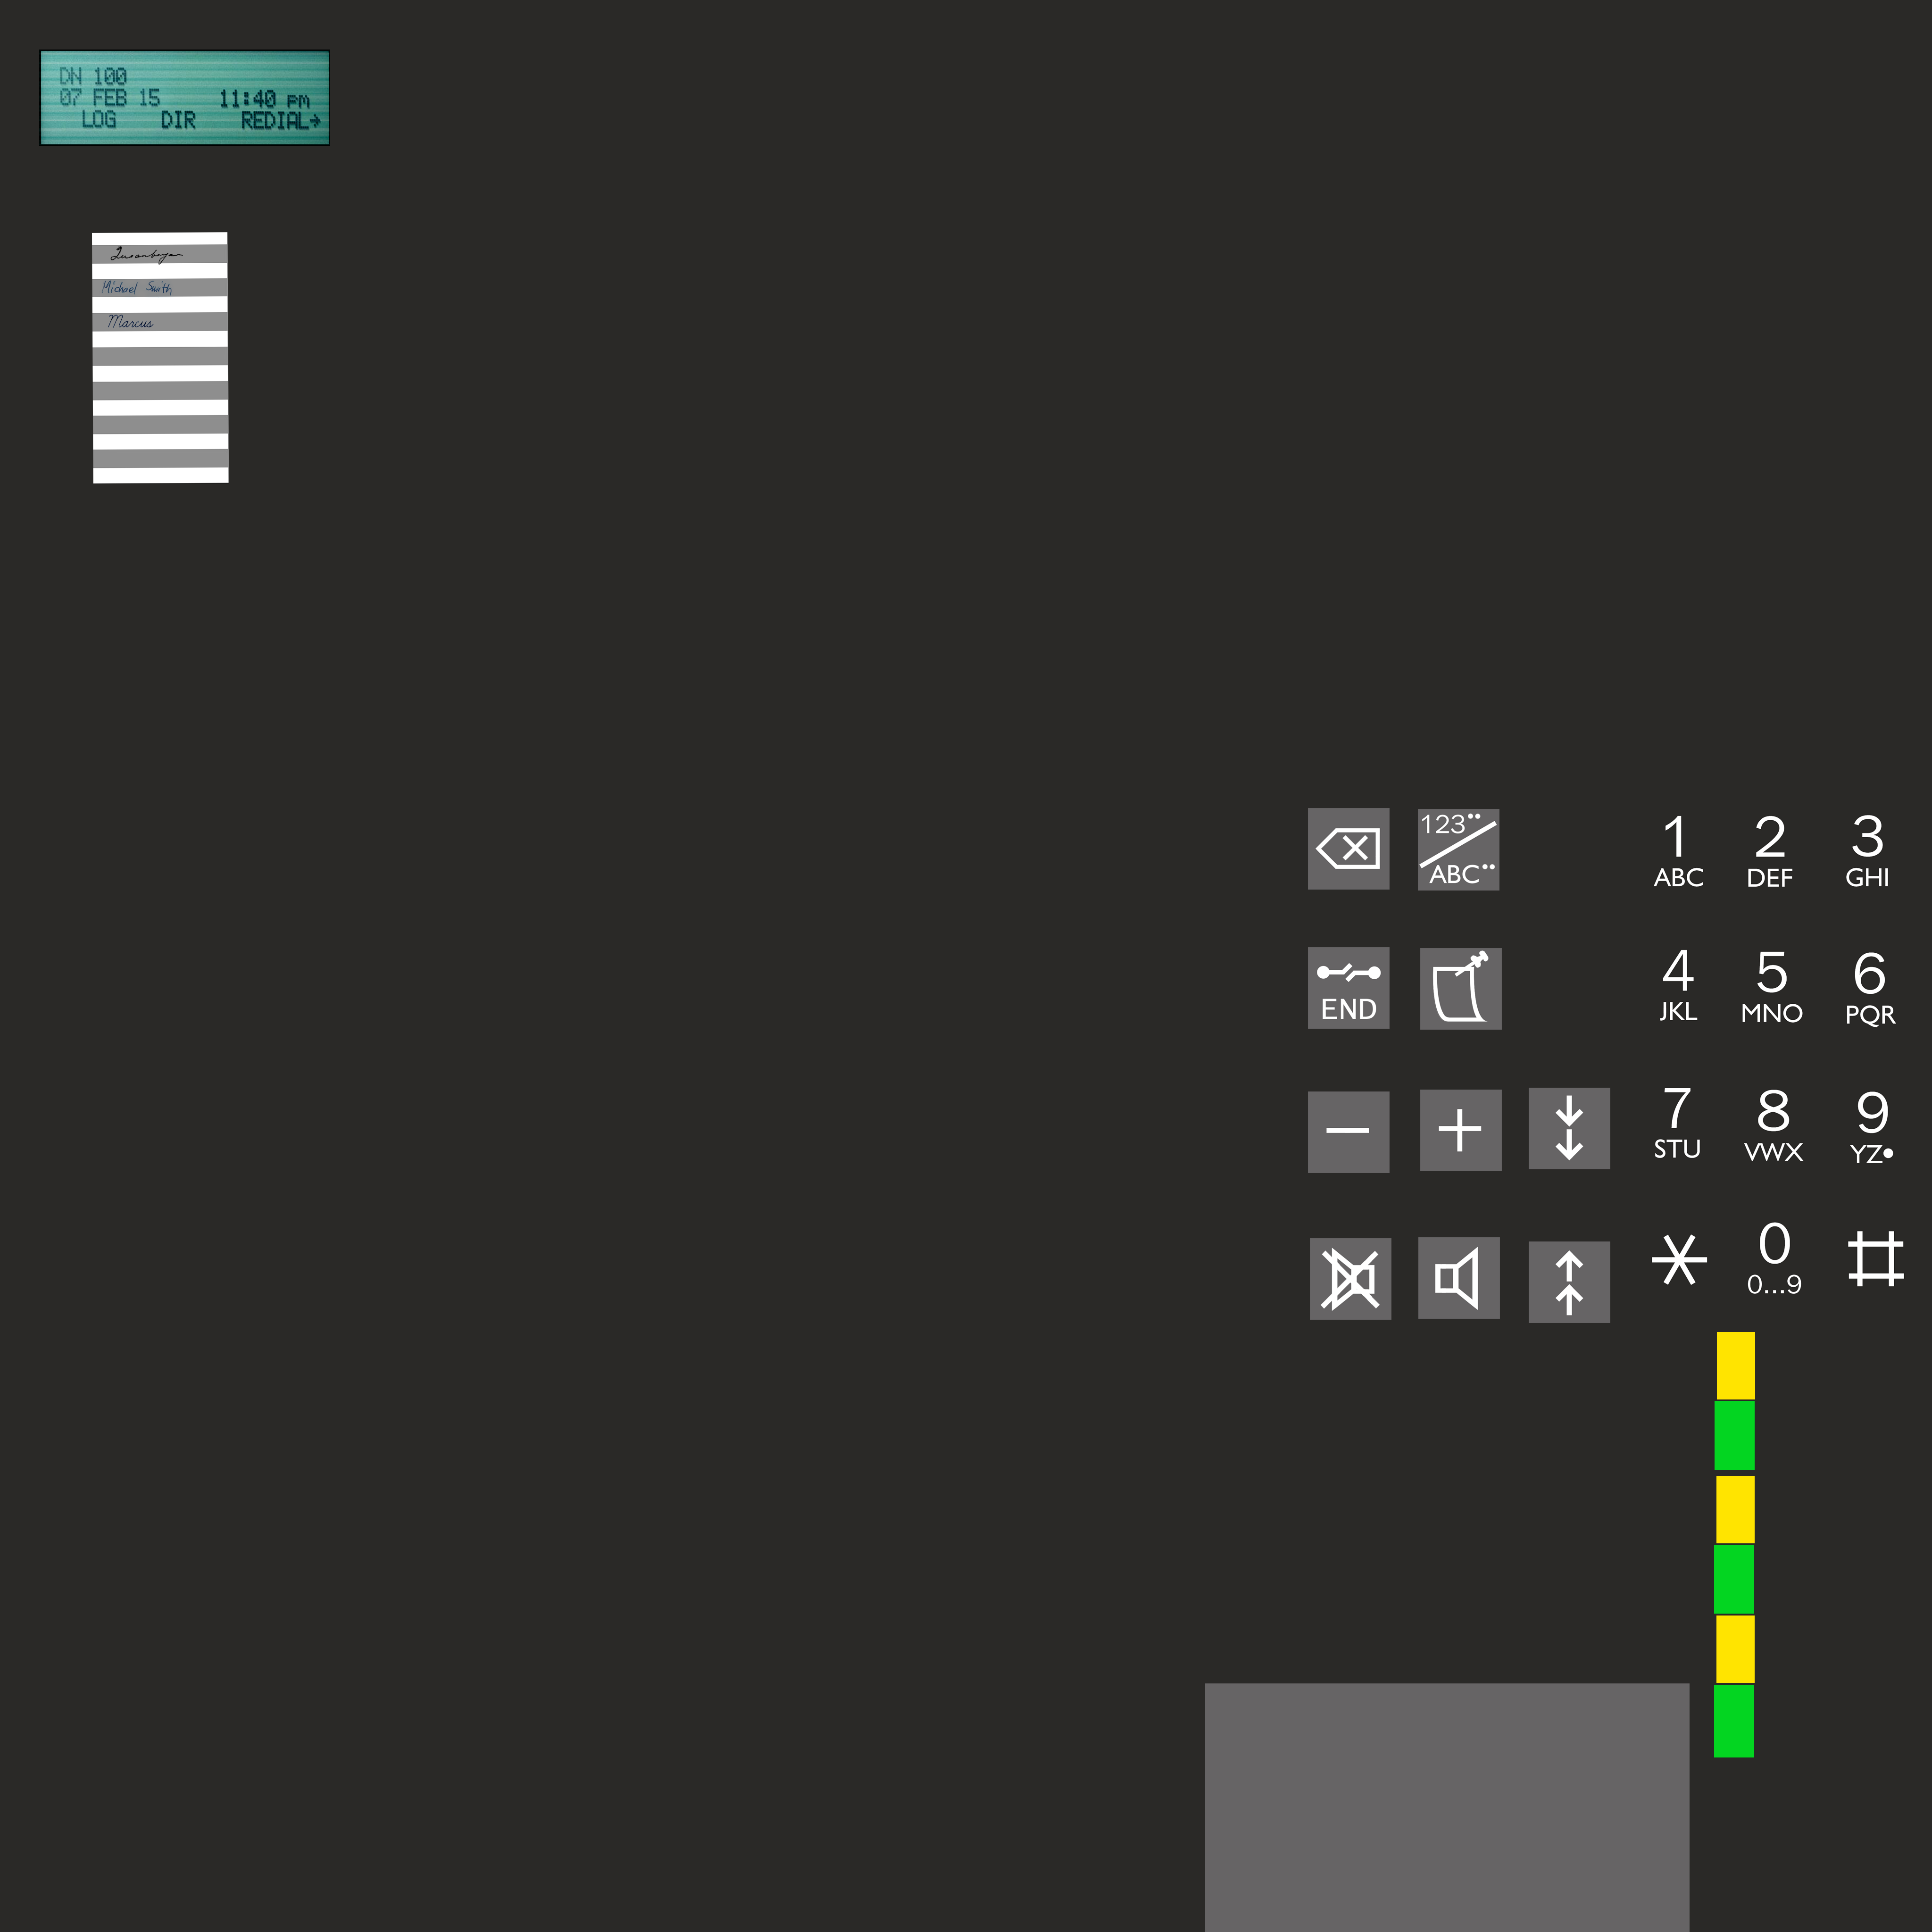 DN 100
07 FEB 15 11:40 PM
LOG DIR REDIAL→
Michael Smith
Marcus
123¨
ABC¨
1 2 3
ABC DEF GHI
END
4 5 6
JKL MNO PQR
− +
7 8 9
STU VWX YZ•
* 0 #
0...9